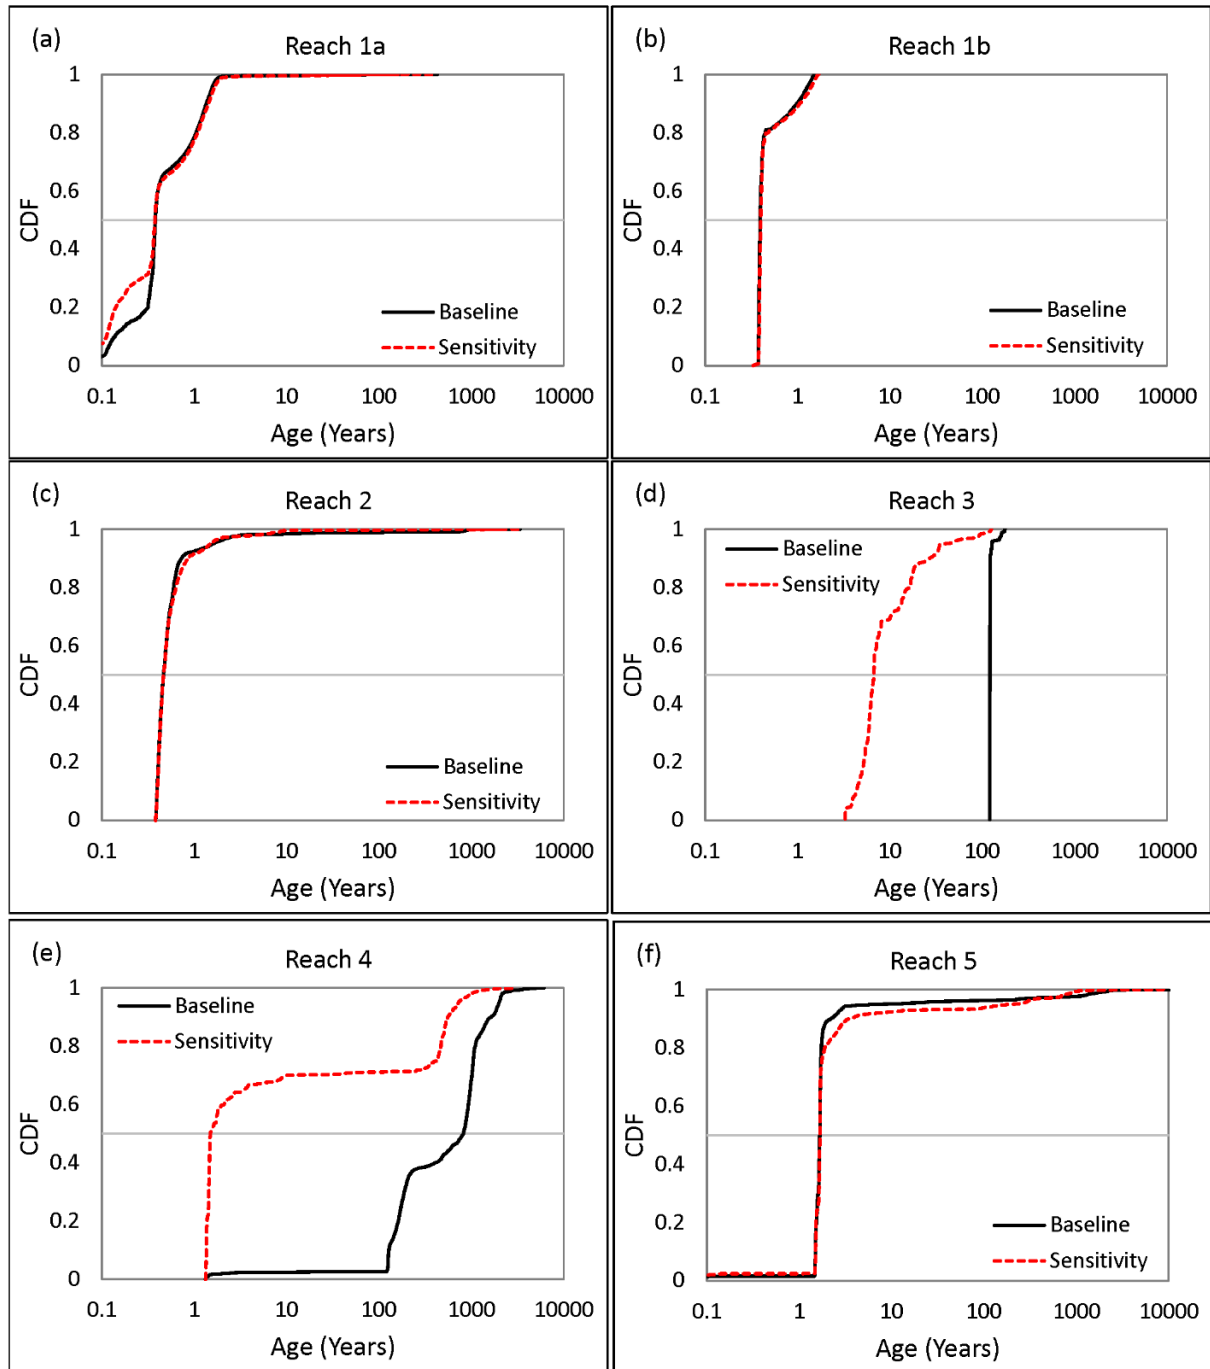 (a)
Reach 1a
1
0.8
0.6
0.4
0.2
0
CDF
Baseline
Sensitivity
0.1 1 10 100 1000 10000
Age (Years)
(b)
Reach 1b
1
0.8
0.6
0.4
0.2
0
CDF
Baseline
Sensitivity
0.1 1 10 100 1000 10000
Age (Years)
(c)
Reach 2
1
0.8
0.6
0.4
0.2
0
CDF
Baseline
Sensitivity
0.1 1 10 100 1000 10000
Age (Years)
(d)
Reach 3
1
0.8
0.6
0.4
0.2
0
CDF
Baseline
Sensitivity
0.1 1 10 100 1000 10000
Age (Years)
(e)
Reach 4
1
0.8
0.6
0.4
0.2
0
CDF
Baseline
Sensitivity
0.1 1 10 100 1000 10000
Age (Years)
(f)
Reach 5
1
0.8
0.6
0.4
0.2
0
CDF
Baseline
Sensitivity
0.1 1 10 100 1000 10000
Age (Years)